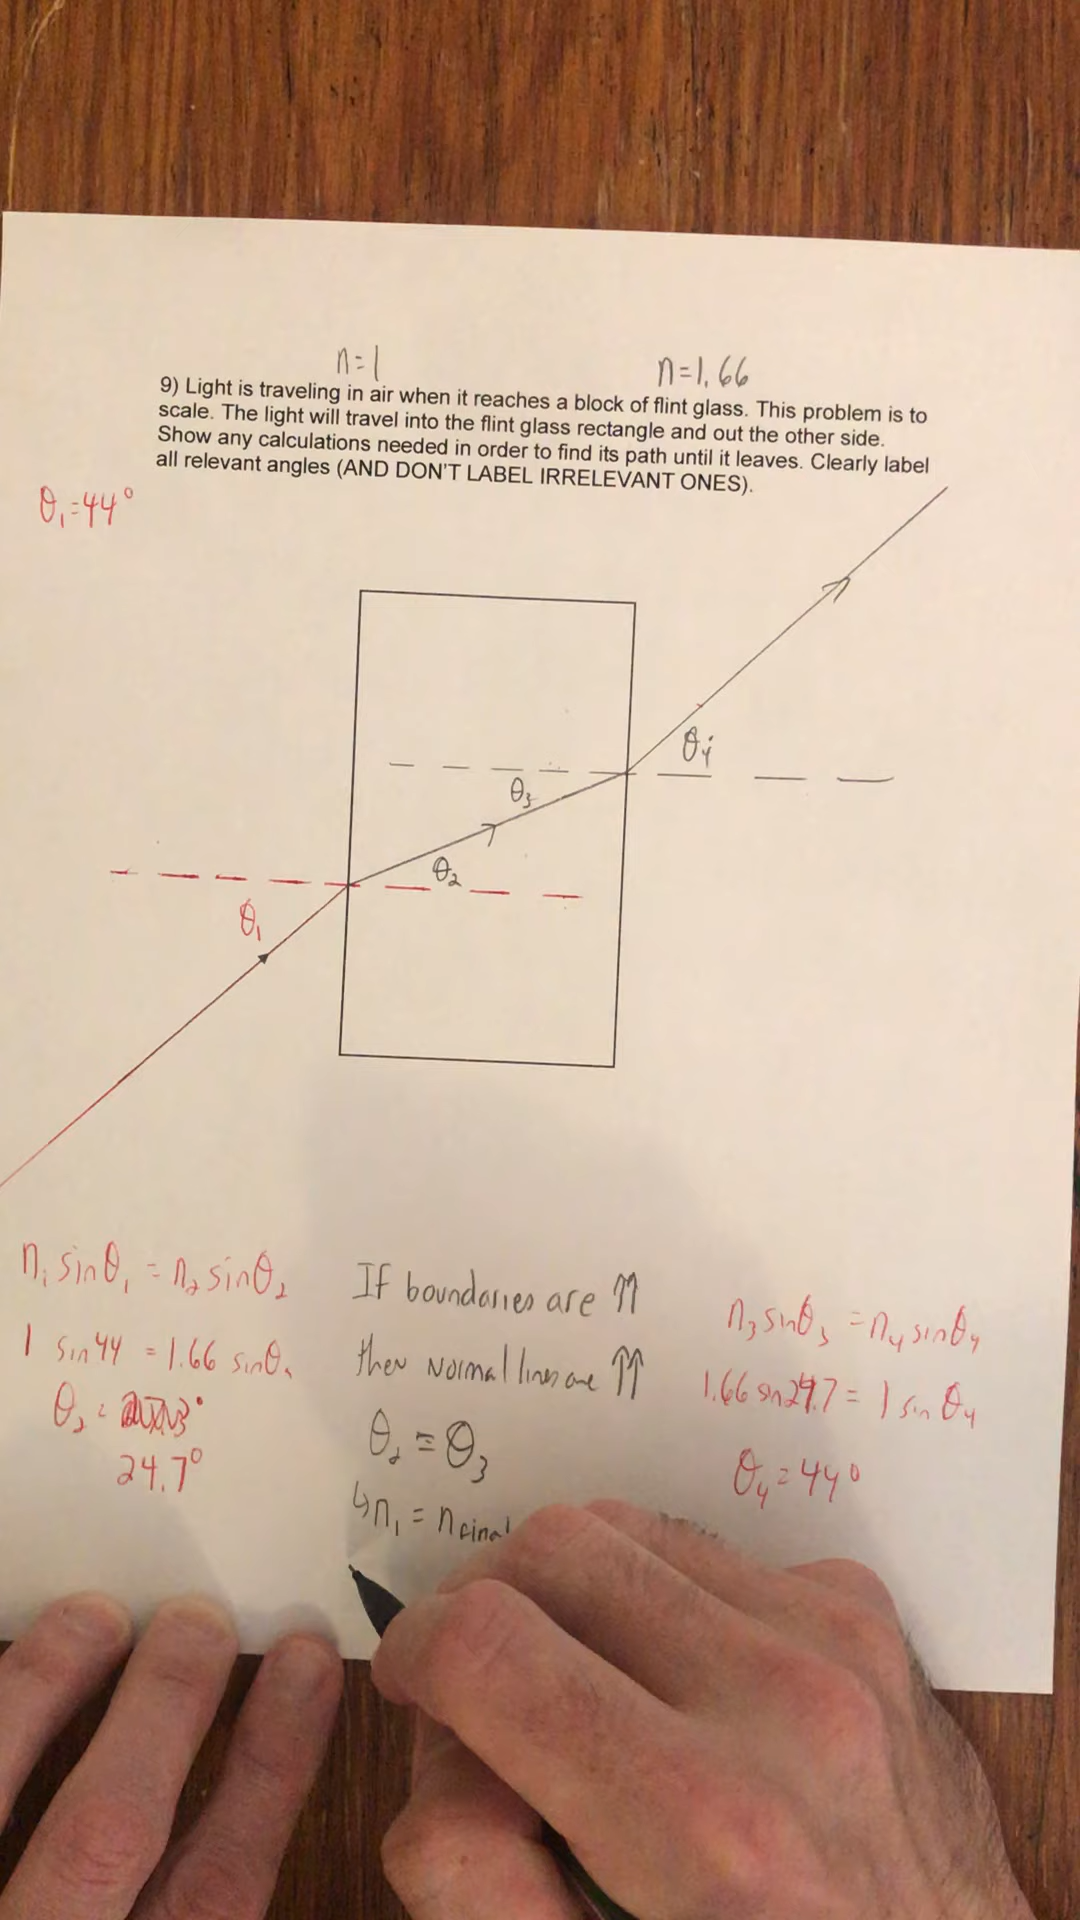 n=1
n=1.66
9) Light is traveling in air when it reaches a block of flint glass. This problem is to
scale. The light will travel into the flint glass rectangle and out the other side.
Show any calculations needed in order to find its path until it leaves. Clearly label
all relevant angles (AND DON'T LABEL IRRELEVANT ONES).
θ₁=44°
θ₄
θ₃
θ₂
θ₁
n₁ sinθ₁ = n₂ sinθ₂
1 sin44 = 1.66 sinθ₂
θ₂ =
24.7°
If boundaries are ⇈
then Normal lines are ⇈
θ₂ = θ₃
↳n₁ = nfinal
n₃ sinθ₃ = n₄ sinθ₄
1.66 sin24.7 = 1 sin θ₄
θ₄ = 44°